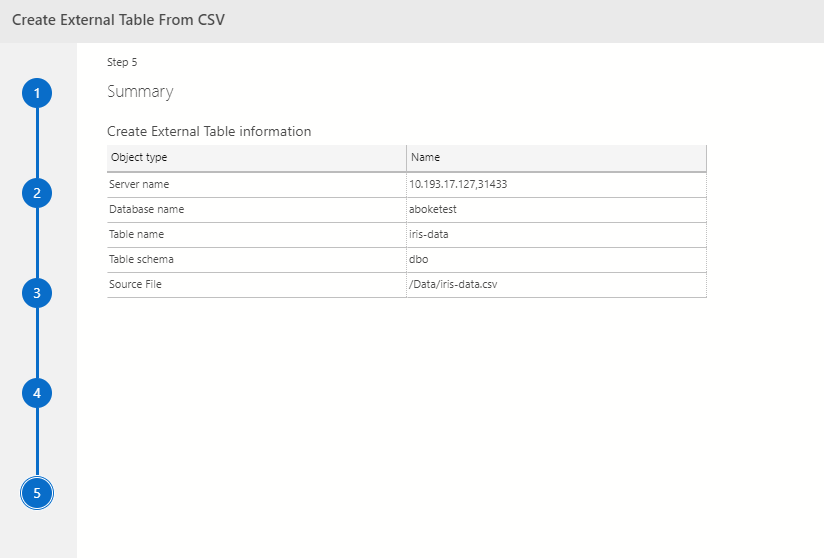 Create External Table From CSV
Step 5
Summary
Create External Table information
Object type Name
Server name 10.193.17.127,31433
Database name aboketest
Table name iris-data
Table schema dbo
Source File /Data/iris-data.csv
1
2
3
4
5